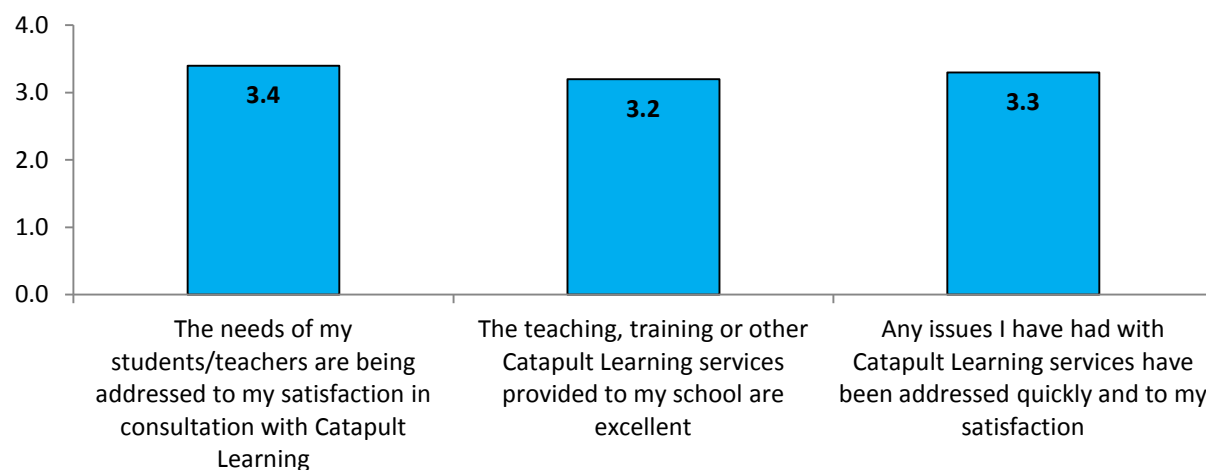 4.0
3.0
2.0
1.0
0.0
3.4
3.2
3.3
The needs of my
students/teachers are being
addressed to my satisfaction in
consultation with Catapult
Learning
The teaching, training or other
Catapult Learning services
provided to my school are
excellent
Any issues I have had with
Catapult Learning services have
been addressed quickly and to my
satisfaction